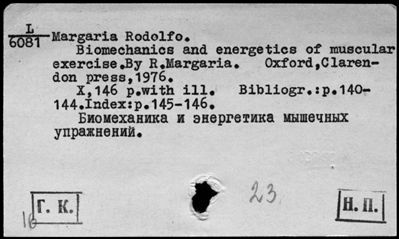 L
6081
Margaria Rodolfo.
Biomechanics and energetics of muscular
exercise.By R.Margaria. Oxford,Claren-
don press,1976.
X,146 p.with ill. Bibliogr.:p.140-
144.Index:p.145-146.
Биомеханика и энергетика мышечных
упражнений.
Г. К.
16
23
Н. П.